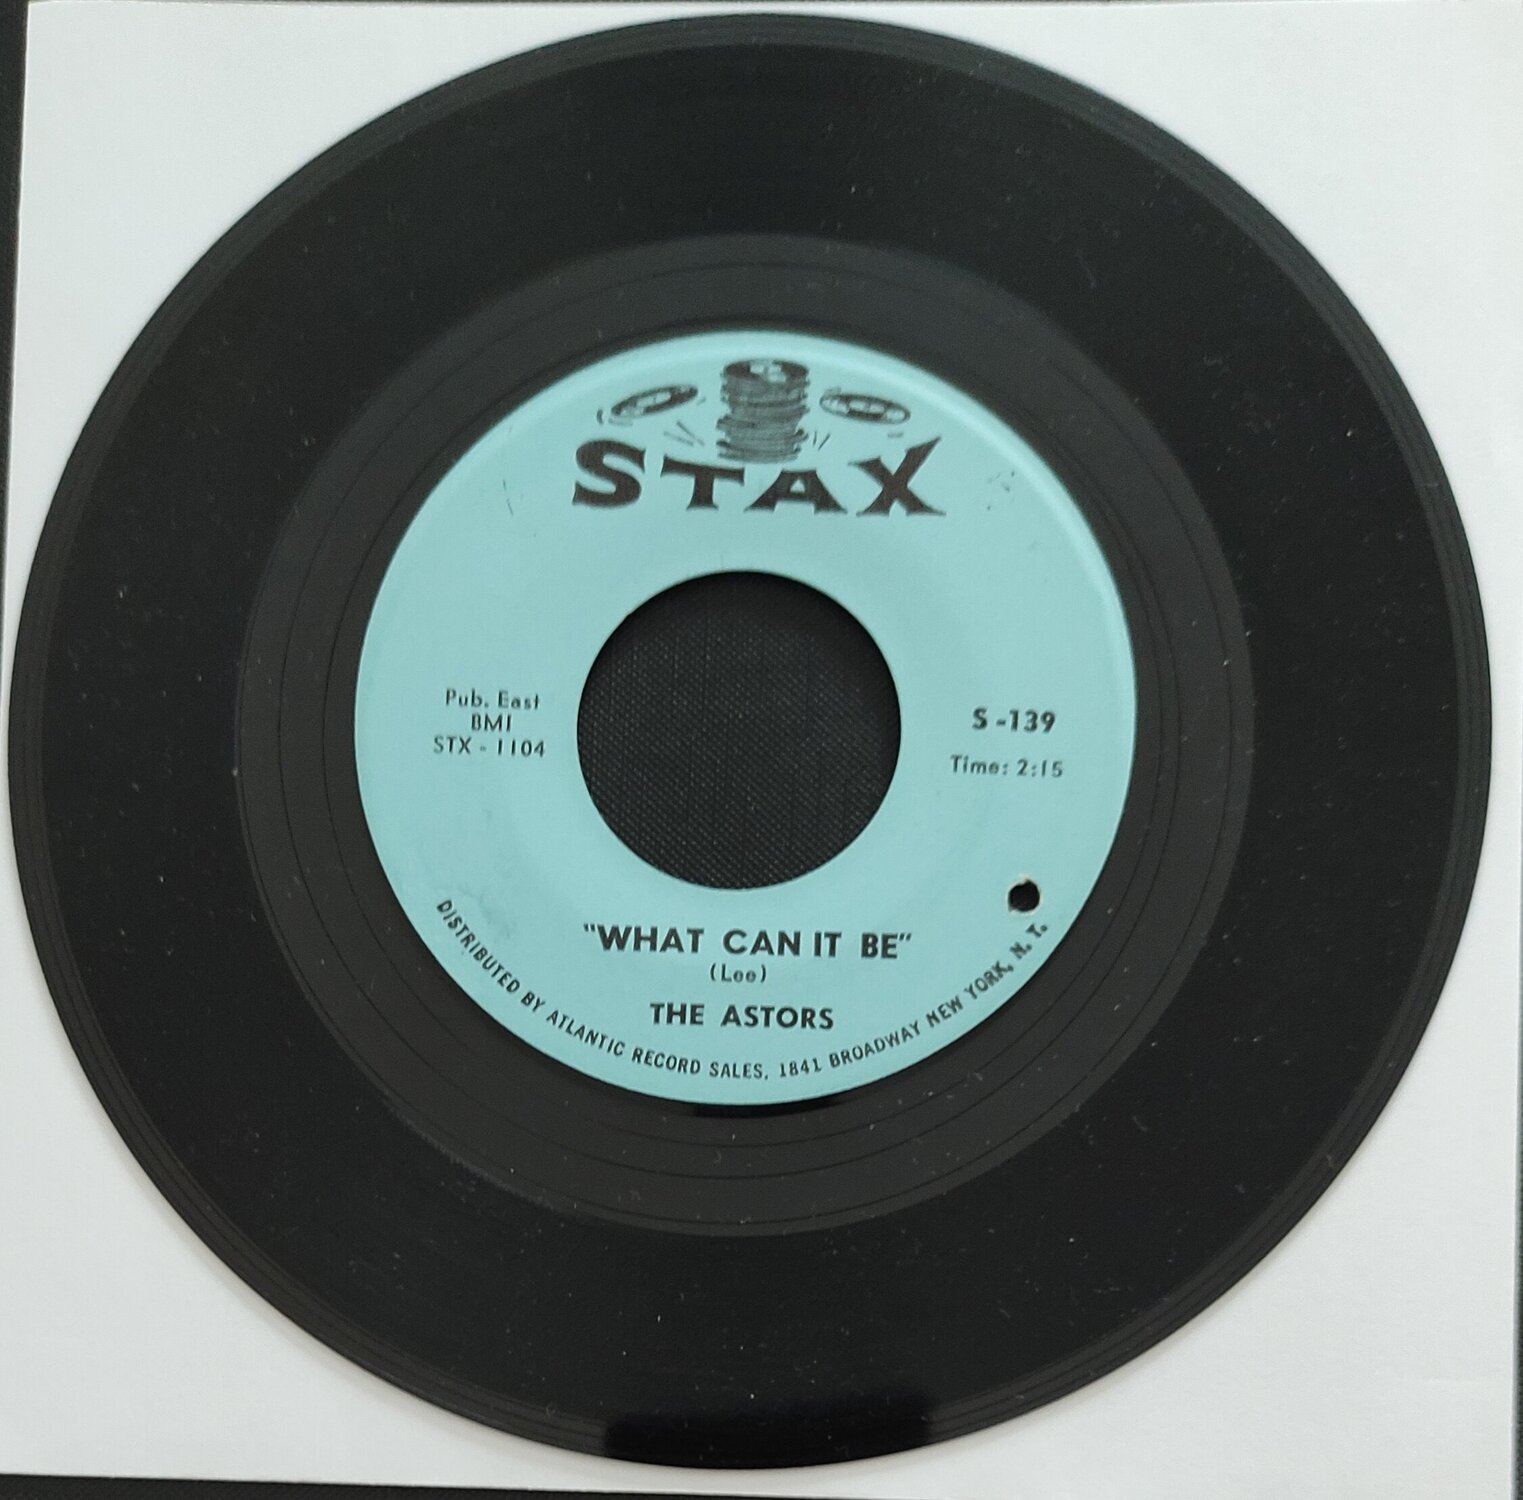 STAX
Pub. East
BMI
STX - 1104
S -139
Time: 2:15
"WHAT CAN IT BE"
(Lee)
THE ASTORS
DISTRIBUTED BY ATLANTIC RECORD SALES, 1841 BROADWAY NEW YORK, N. Y.